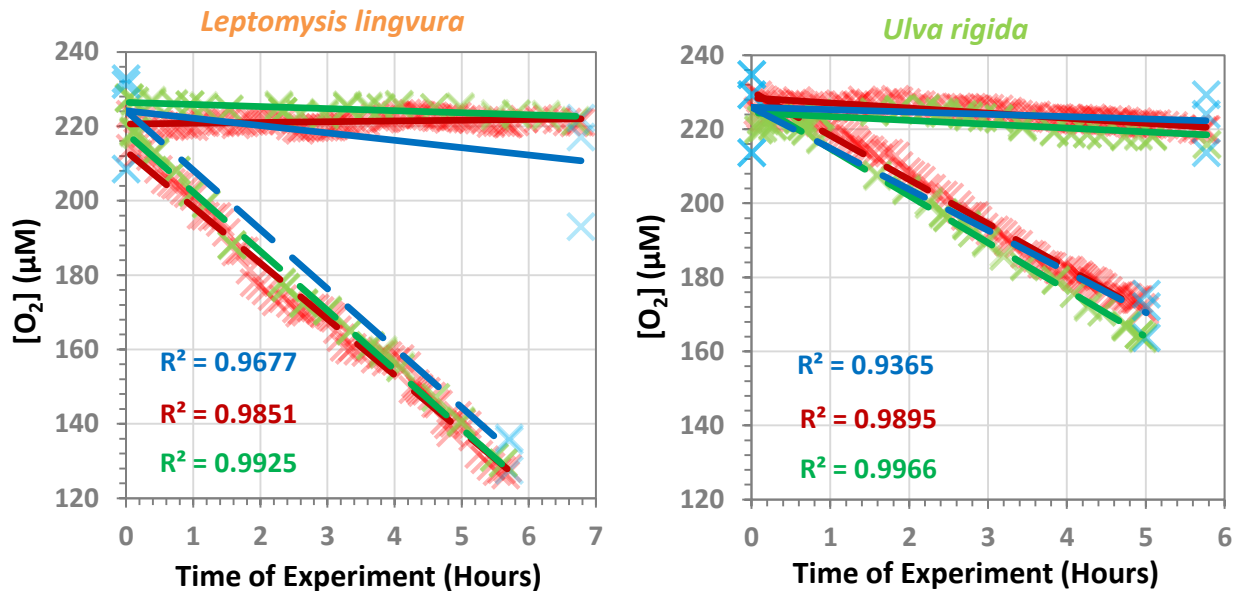 Leptomysis lingvura
240
220
200
180
160
140
120
[O₂] (µM)
R² = 0.9677
R² = 0.9851
R² = 0.9925
0 1 2 3 4 5 6 7
Time of Experiment (Hours)
Ulva rigida
240
220
200
180
160
140
120
[O₂] (µM)
R² = 0.9365
R² = 0.9895
R² = 0.9966
0 1 2 3 4 5 6
Time of Experiment (Hours)